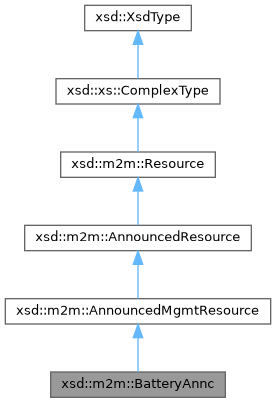 xsd::XsdType
xsd::xs::ComplexType
xsd::m2m::Resource
xsd::m2m::AnnouncedResource
xsd::m2m::AnnouncedMgmtResource
xsd::m2m::BatteryAnnc